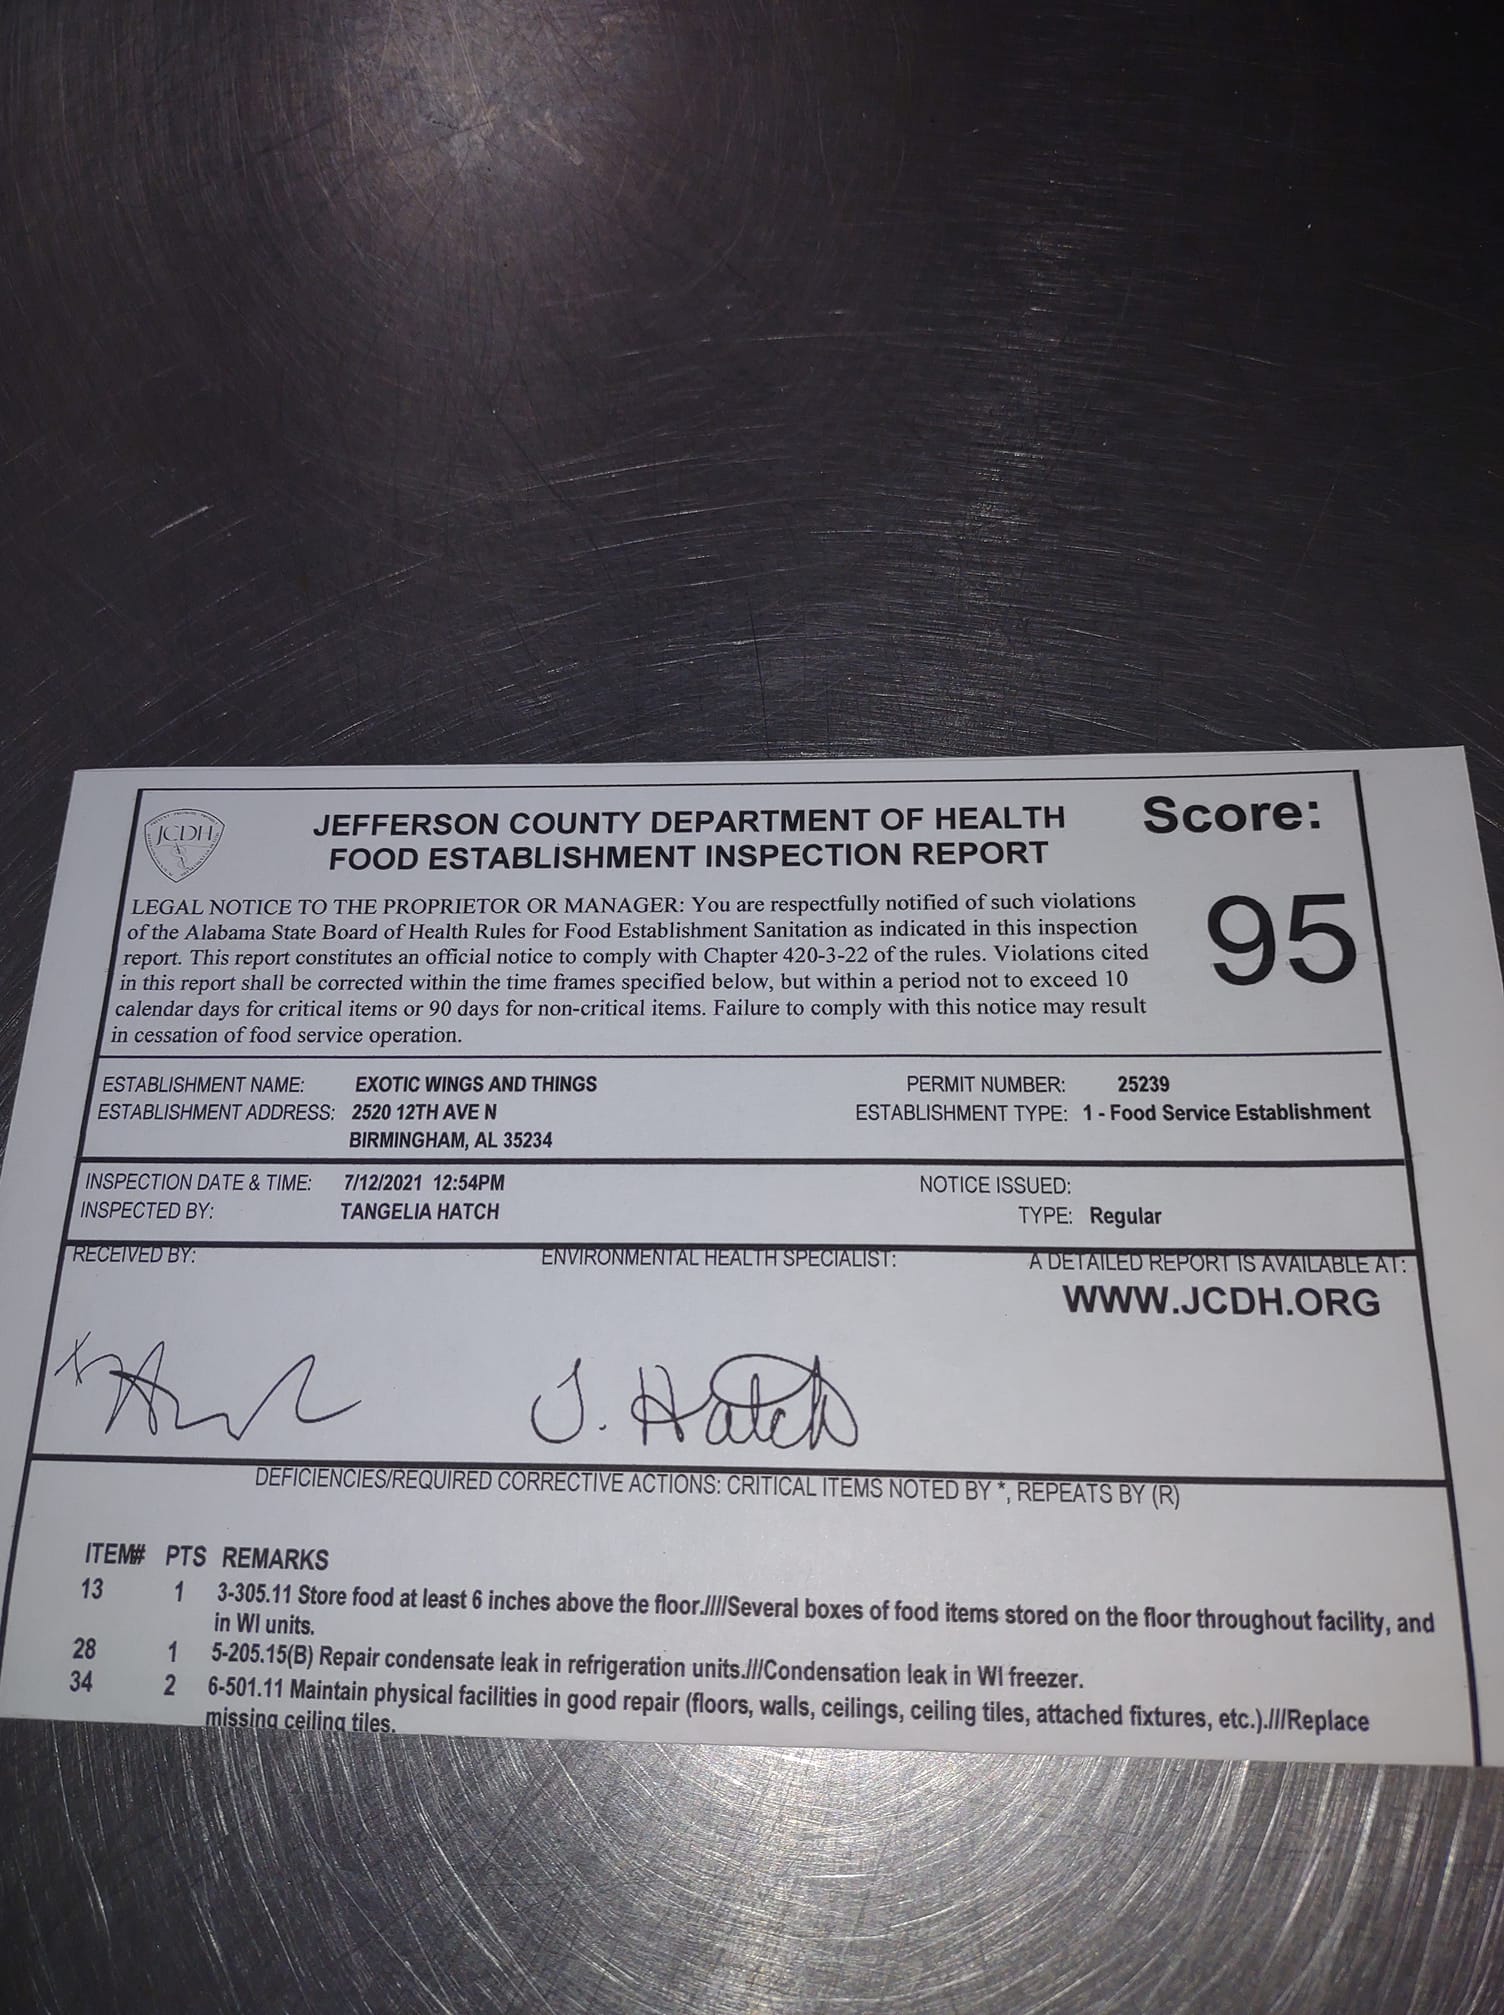 JCDH
JEFFERSON COUNTY DEPARTMENT OF HEALTH
FOOD ESTABLISHMENT INSPECTION REPORT
Score:
95
LEGAL NOTICE TO THE PROPRIETOR OR MANAGER: You are respectfully notified of such violations
of the Alabama State Board of Health Rules for Food Establishment Sanitation as indicated in this inspection
report. This report constitutes an official notice to comply with Chapter 420-3-22 of the rules. Violations cited
in this report shall be corrected within the time frames specified below, but within a period not to exceed 10
calendar days for critical items or 90 days for non-critical items. Failure to comply with this notice may result
in cessation of food service operation.
ESTABLISHMENT NAME: EXOTIC WINGS AND THINGS PERMIT NUMBER: 25239
ESTABLISHMENT ADDRESS: 2520 12TH AVE N ESTABLISHMENT TYPE: 1 - Food Service Establishment
BIRMINGHAM, AL 35234
INSPECTION DATE & TIME: 7/12/2021 12:54PM NOTICE ISSUED:
INSPECTED BY: TANGELIA HATCH TYPE: Regular
RECEIVED BY: ENVIRONMENTAL HEALTH SPECIALIST: A DETAILED REPORT IS AVAILABLE AT:
WWW.JCDH.ORG
J. Hatch
DEFICIENCIES/REQUIRED CORRECTIVE ACTIONS: CRITICAL ITEMS NOTED BY *, REPEATS BY (R)
ITEM# PTS REMARKS
13 1 3-305.11 Store food at least 6 inches above the floor.////Several boxes of food items stored on the floor throughout facility, and
in WI units.
28 1 5-205.15(B) Repair condensate leak in refrigeration units.///Condensation leak in WI freezer.
34 2 6-501.11 Maintain physical facilities in good repair (floors, walls, ceilings, ceiling tiles, attached fixtures, etc.).///Replace
missing ceiling tiles.